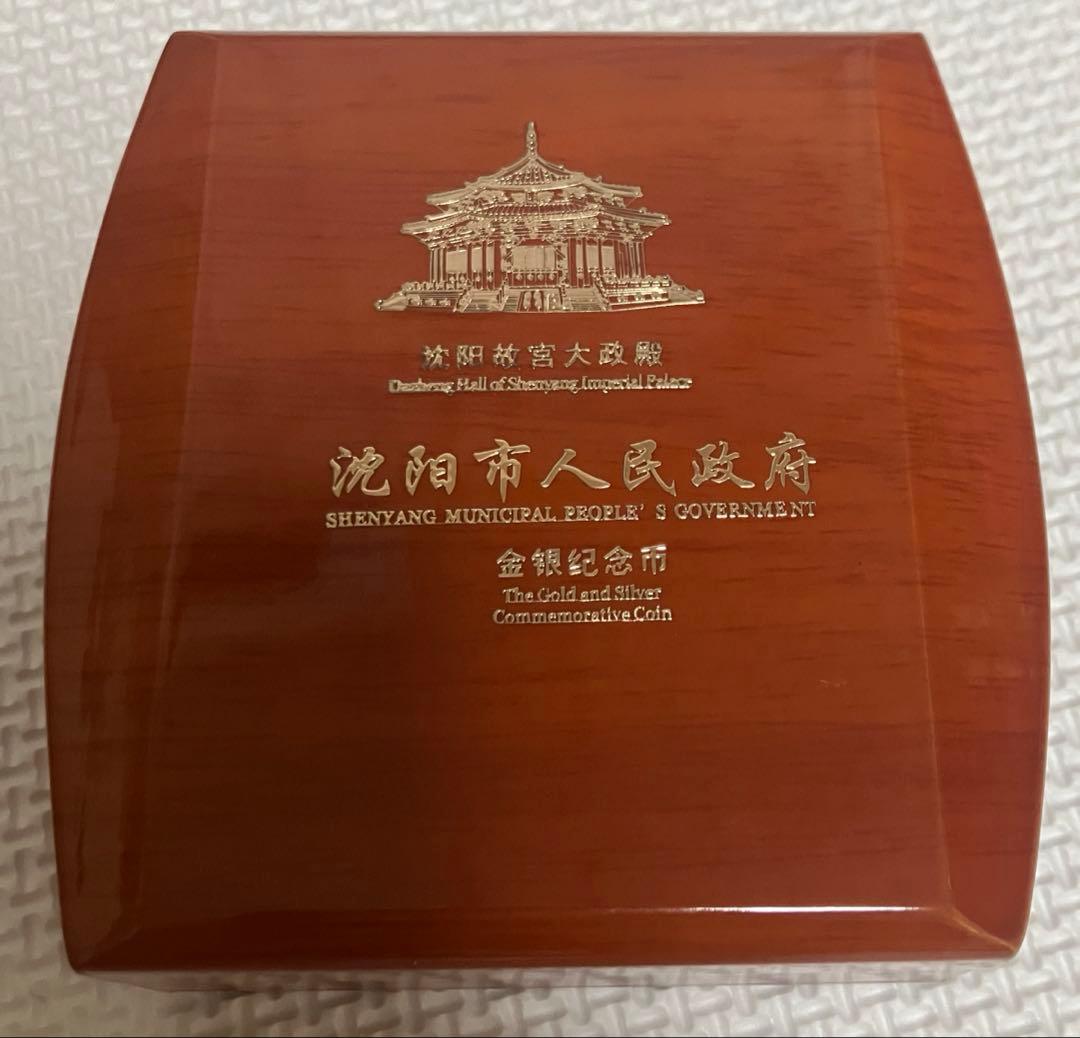 沈阳故宫大政殿
Dazheng Hall of Shenyang Imperial Palace
沈阳市人民政府
SHENYANG MUNICIPAL PEOPLE' S GOVERNMENT
金银纪念币
The Gold and Silver
Commemorative Coin